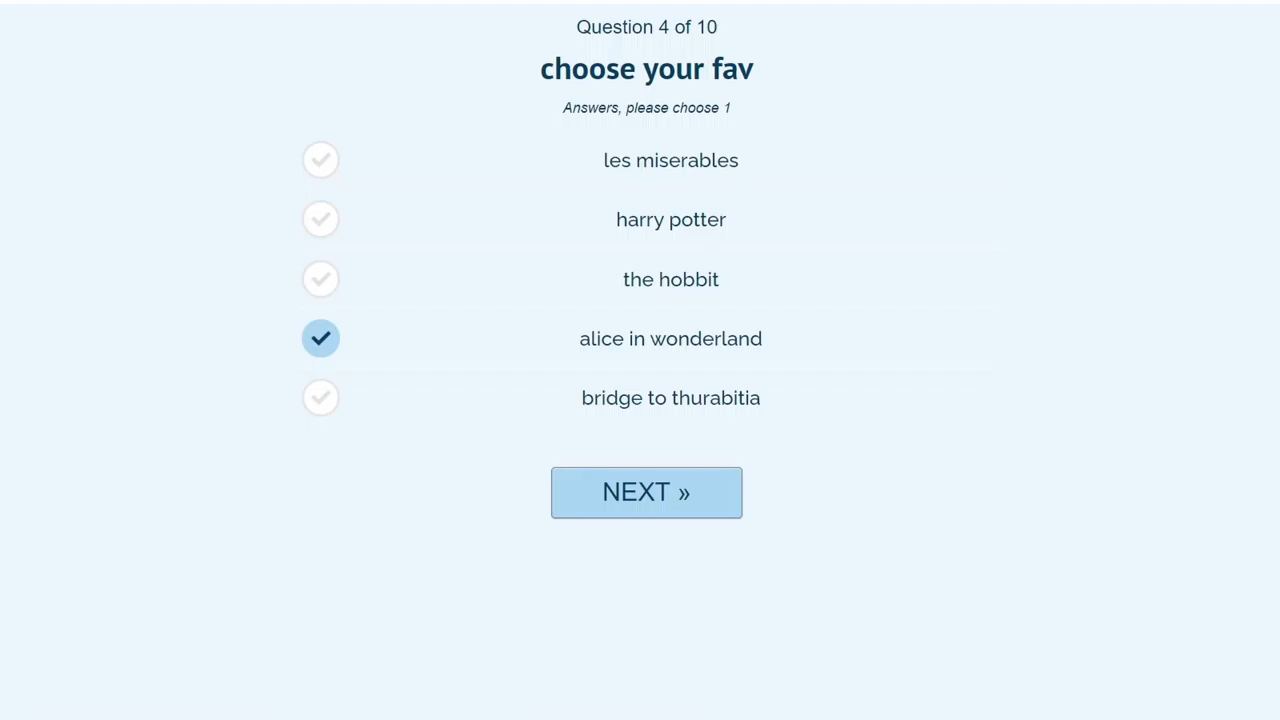 Question 4 of 10
choose your fav
Answers, please choose 1
les miserables
harry potter
the hobbit
alice in wonderland
bridge to thurabitia
NEXT »